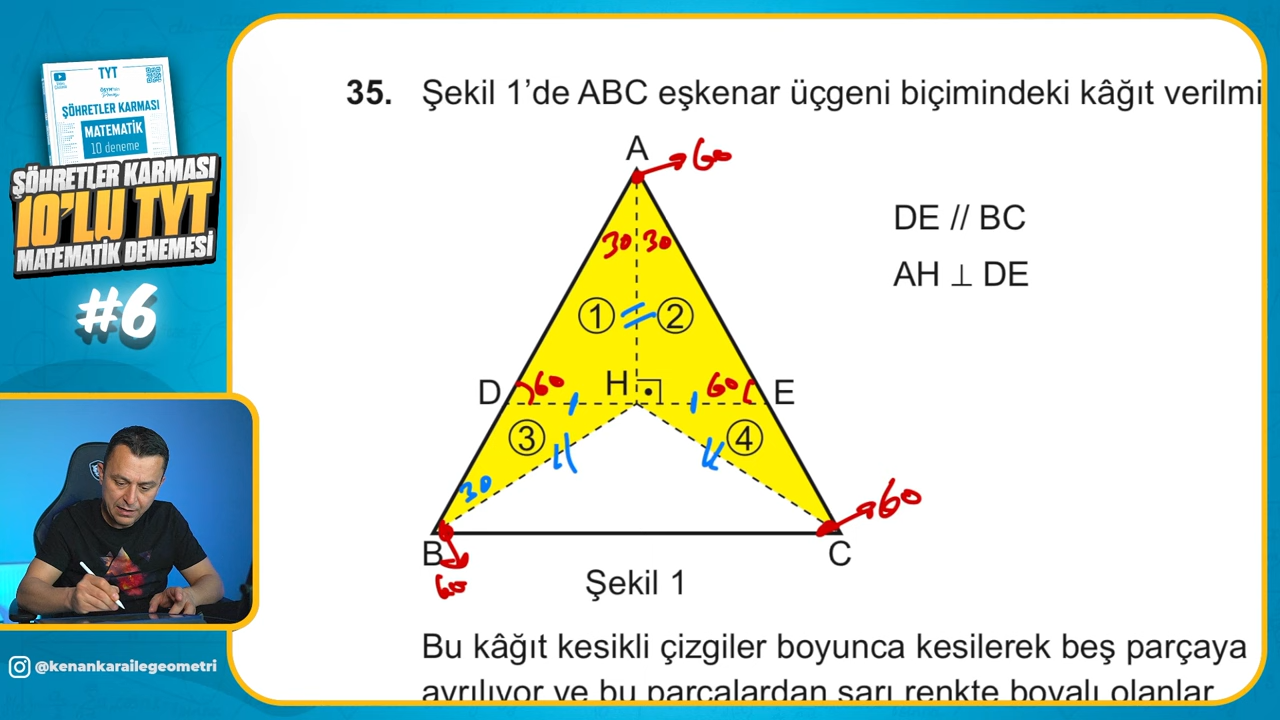 TYT
ŞÖHRETLER KARMASI
MATEMATİK
10 deneme
ŞÖHRETLER KARMASI
10'LU TYT
MATEMATİK DENEMESİ
#6
@kenankarailegeometri
35. Şekil 1'de ABC eşkenar üçgeni biçimindeki kâğıt verilmi
A
60
30 30
1 = 2
DE // BC
AH ⊥ DE
D 60 H 60 E
3 4
30
60
B C
60
Şekil 1
Bu kâğıt kesikli çizgiler boyunca kesilerek beş parçaya
ayrılıyor ve bu parçalardan sarı renkte boyalı olanlar